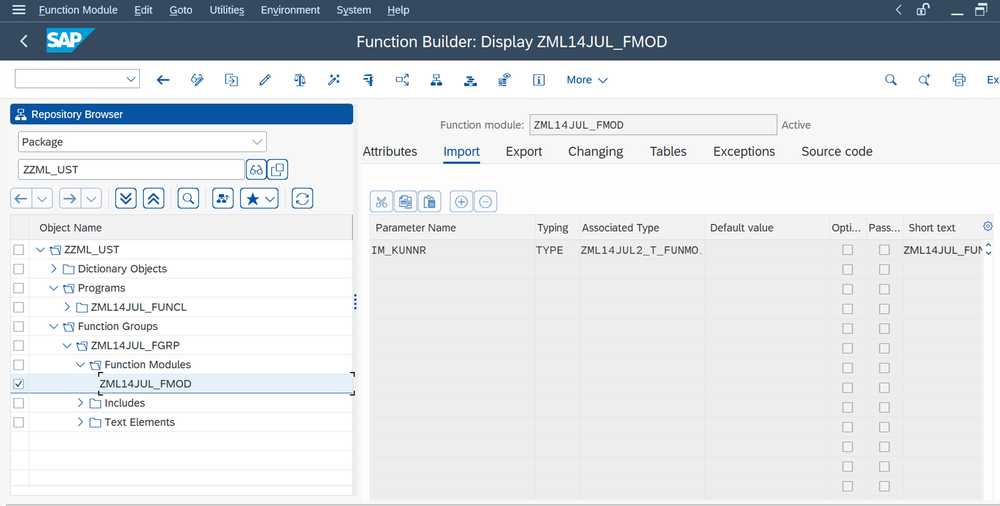 Function Module Edit Goto Utilities Environment System Help
SAP Function Builder: Display ZML14JUL_FMOD
More Exi
Repository Browser
Package
ZZML_UST
Object Name
ZZML_UST
Dictionary Objects
Programs
ZML14JUL_FUNCL
Function Groups
ZML14JUL_FGRP
Function Modules
ZML14JUL_FMOD
Includes
Text Elements
Function module: ZML14JUL_FMOD Active
Attributes Import Export Changing Tables Exceptions Source code
Parameter Name Typing Associated Type Default value Opti... Pass... Short text
IM_KUNNR TYPE ZML14JUL2_T_FUNMO… ZML14JUL_FUN